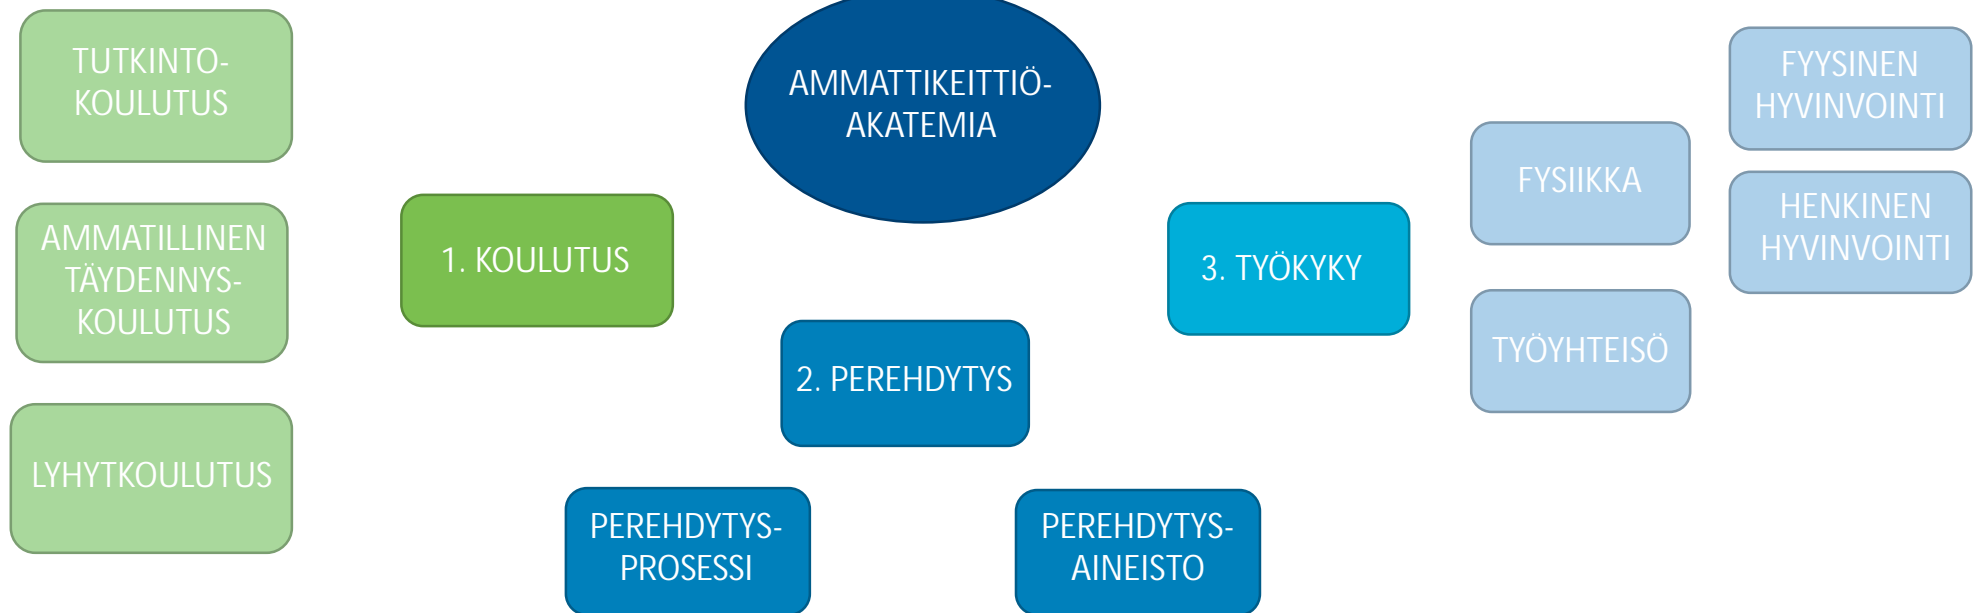 TUTKINTO-
KOULUTUS
AMMATILLINEN
TÄYDENNYS-
KOULUTUS
LYHYTKOULUTUS
1. KOULUTUS
AMMATTIKEITTIÖ-
AKATEMIA
2. PEREHDYTYS
PEREHDYTYS-
PROSESSI
PEREHDYTYS-
AINEISTO
3. TYÖKYKY
FYSIIKKA
TYÖYHTEISÖ
FYYSINEN
HYVINVOINTI
HENKINEN
HYVINVOINTI